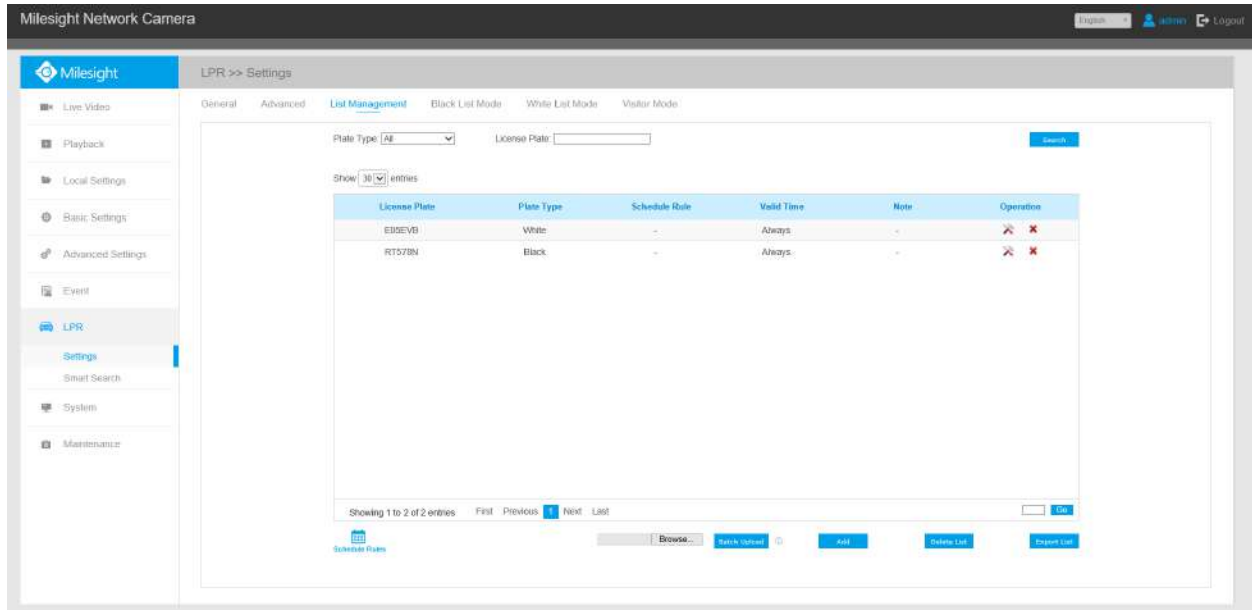 Milesight Network Camera
English admin Logout
Milesight
LPR >> Settings
Live Video
Playback
Local Settings
Basic Settings
Advanced Settings
Event
LPR
Settings
Smart Search
System
Maintenance
General Advanced List Management Black List Mode White List Mode Visitor Mode
Plate Type: All License Plate: Search
Show 30 entries
License Plate Plate Type Schedule Rule Valid Time Note Operation
White - Always -
RT578N Black - Always -
Showing 1 to 2 of 2 entries First Previous 1 Next Last Go
Schedule Rules Browse... Batch Upload Add Delete List Export List